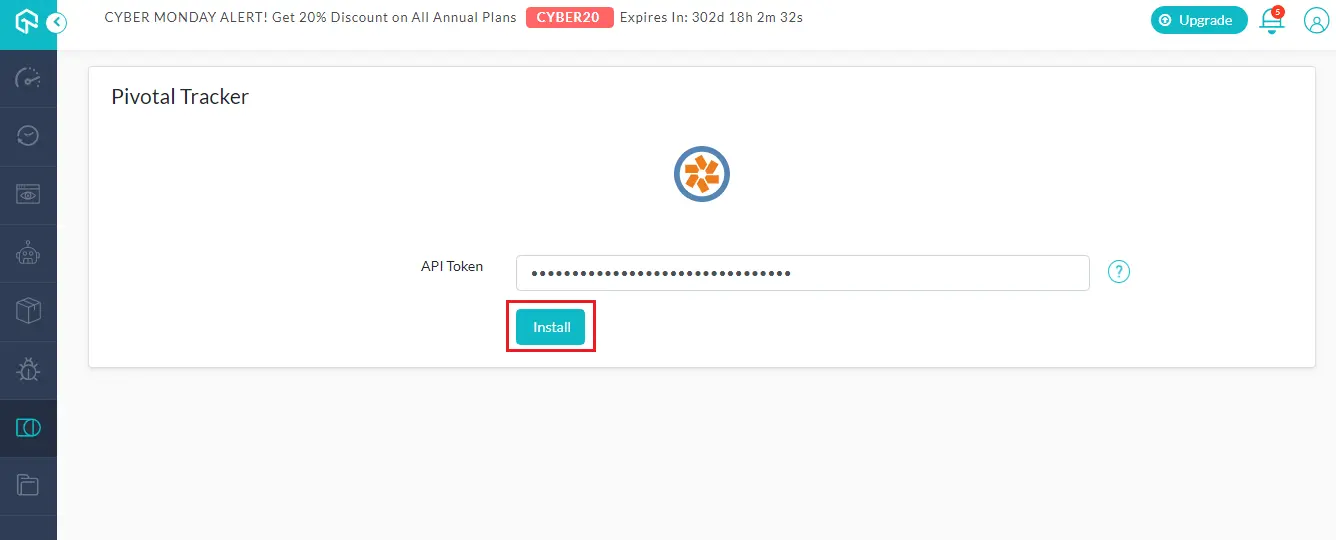 CYBER MONDAY ALERT! Get 20% Discount on All Annual Plans CYBER20 Expires In: 302d 18h 2m 32s
Upgrade
5
Pivotal Tracker
API Token
••••••••••••••••••••••••••••••••
?
Install